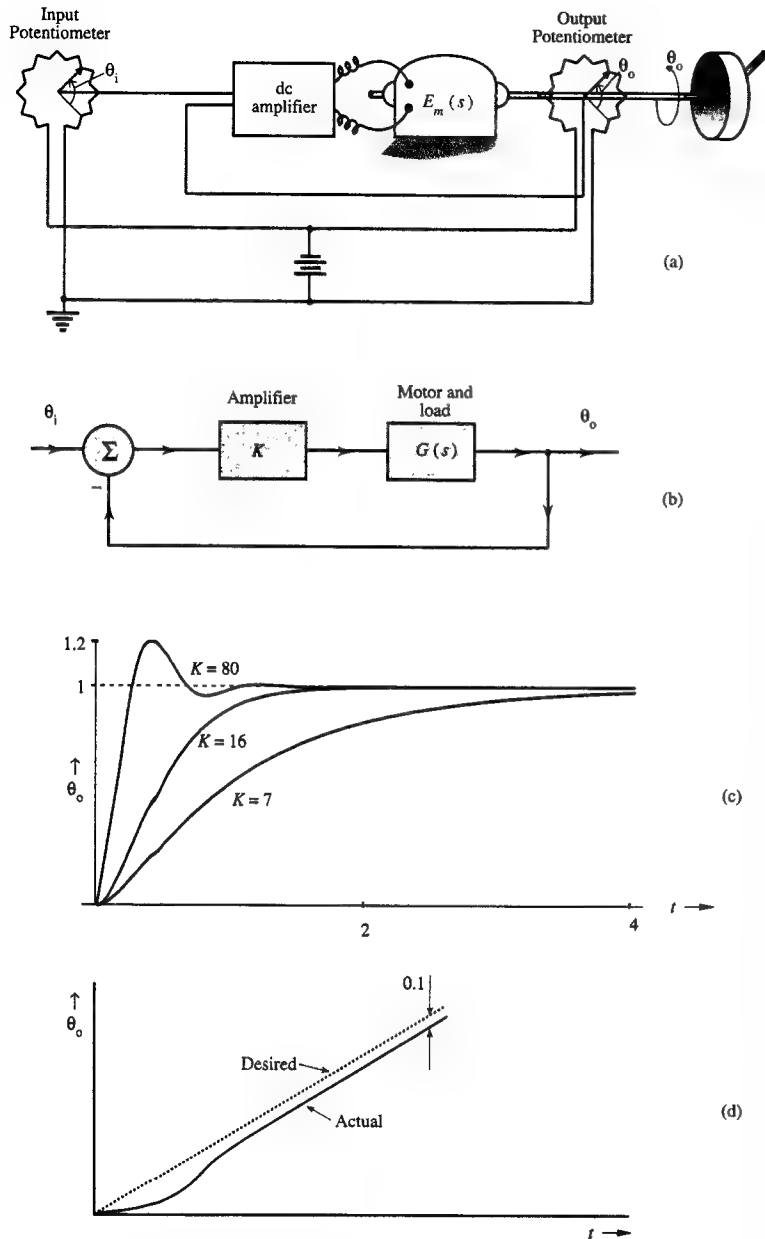 Input
Potentiometer
θi
dc
amplifier
Em(s)
Output
Potentiometer
θo
θo
(a)
θi
Σ
−
Amplifier
K
Motor and
load
G(s)
θo
(b)
1.2
1
K = 80
K = 16
K = 7
↑
θo
2
4
t →
(c)
↑
θo
0.1
Desired
Actual
t →
(d)